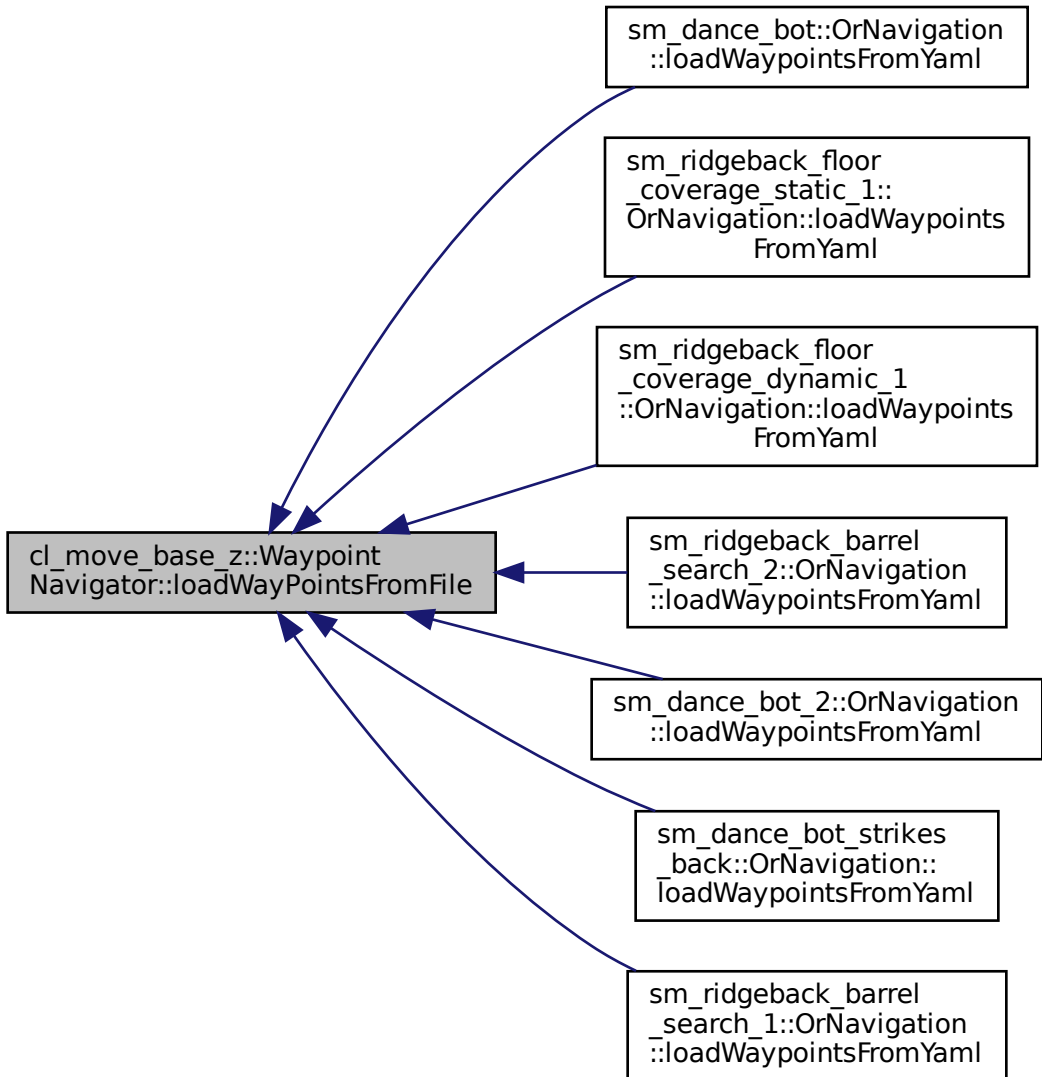 sm_dance_bot::OrNavigation
::loadWaypointsFromYaml
sm_ridgeback_floor
_coverage_static_1::
OrNavigation::loadWaypoints
FromYaml
sm_ridgeback_floor
_coverage_dynamic_1
::OrNavigation::loadWaypoints
FromYaml
cl_move_base_z::Waypoint
Navigator::loadWayPointsFromFile
sm_ridgeback_barrel
_search_2::OrNavigation
::loadWaypointsFromYaml
sm_dance_bot_2::OrNavigation
::loadWaypointsFromYaml
sm_dance_bot_strikes
_back::OrNavigation::
loadWaypointsFromYaml
sm_ridgeback_barrel
_search_1::OrNavigation
::loadWaypointsFromYaml